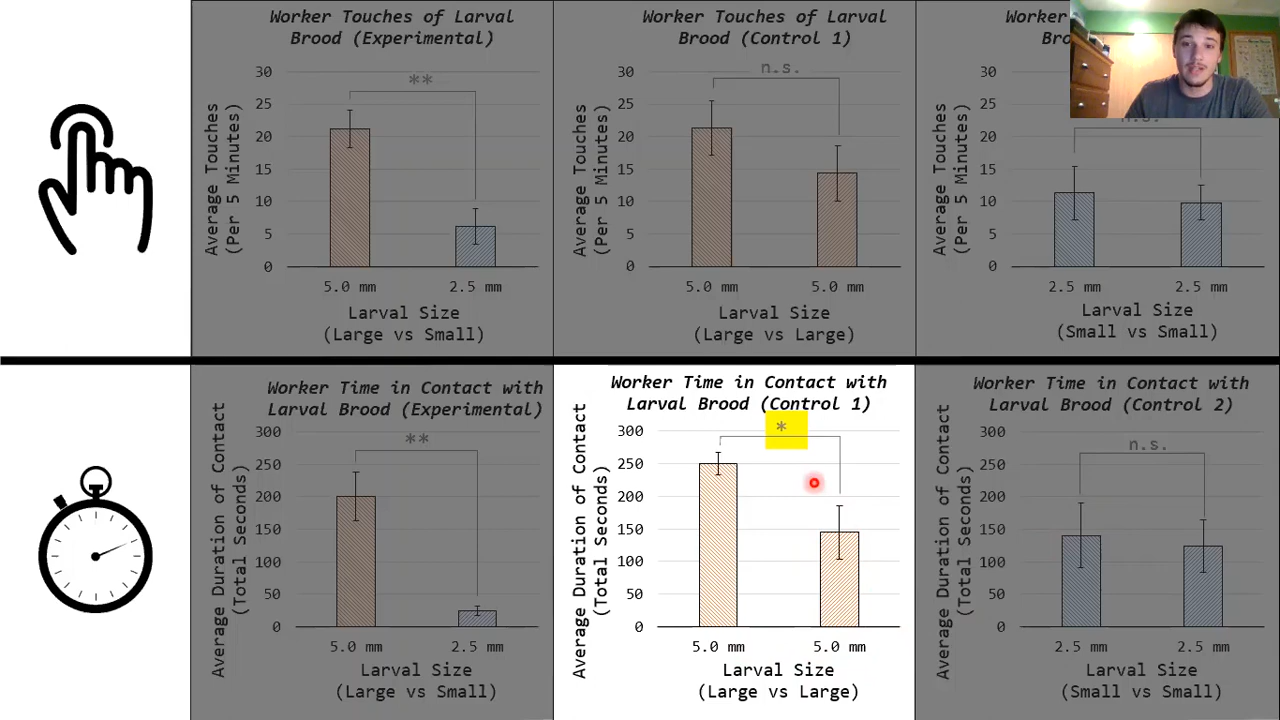 Worker Touches of Larval
Brood (Experimental)
**
30
25
20
15
10
5
0
Average Touches
(Per 5 Minutes)
5.0 mm 2.5 mm
Larval Size
(Large vs Small)
Worker Touches of Larval
Brood (Control 1)
n.s.
30
25
20
15
10
5
0
Average Touches
(Per 5 Minutes)
5.0 mm 5.0 mm
Larval Size
(Large vs Large)
Worker
n.s.
30
25
20
15
10
5
0
Average Touches
(Per 5 Minutes)
2.5 mm 2.5 mm
Larval Size
(Small vs Small)
Worker Time in Contact with
Larval Brood (Experimental)
**
300
250
200
150
100
50
0
Average Duration of Contact
(Total Seconds)
5.0 mm 2.5 mm
Larval Size
(Large vs Small)
Worker Time in Contact with
Larval Brood (Control 1)
*
300
250
200
150
100
50
0
Average Duration of Contact
(Total Seconds)
5.0 mm 5.0 mm
Larval Size
(Large vs Large)
Worker Time in Contact with
Larval Brood (Control 2)
n.s.
300
250
200
150
100
50
0
Average Duration of Contact
(Total Seconds)
2.5 mm 2.5 mm
Larval Size
(Small vs Small)